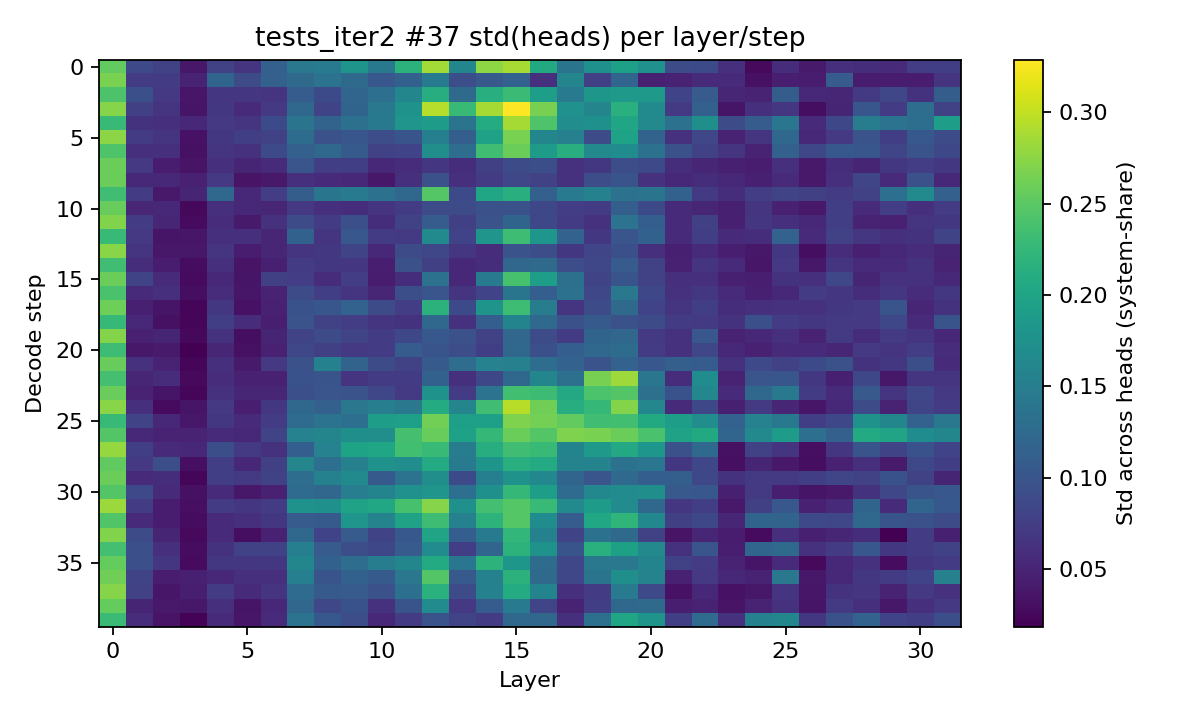 tests_iter2 #37 std(heads) per layer/step
0
5
10
15
20
25
30
35
Decode step
0 5 10 15 20 25 30
Layer
0.30
0.25
0.20
0.15
0.10
0.05
Std across heads (system-share)